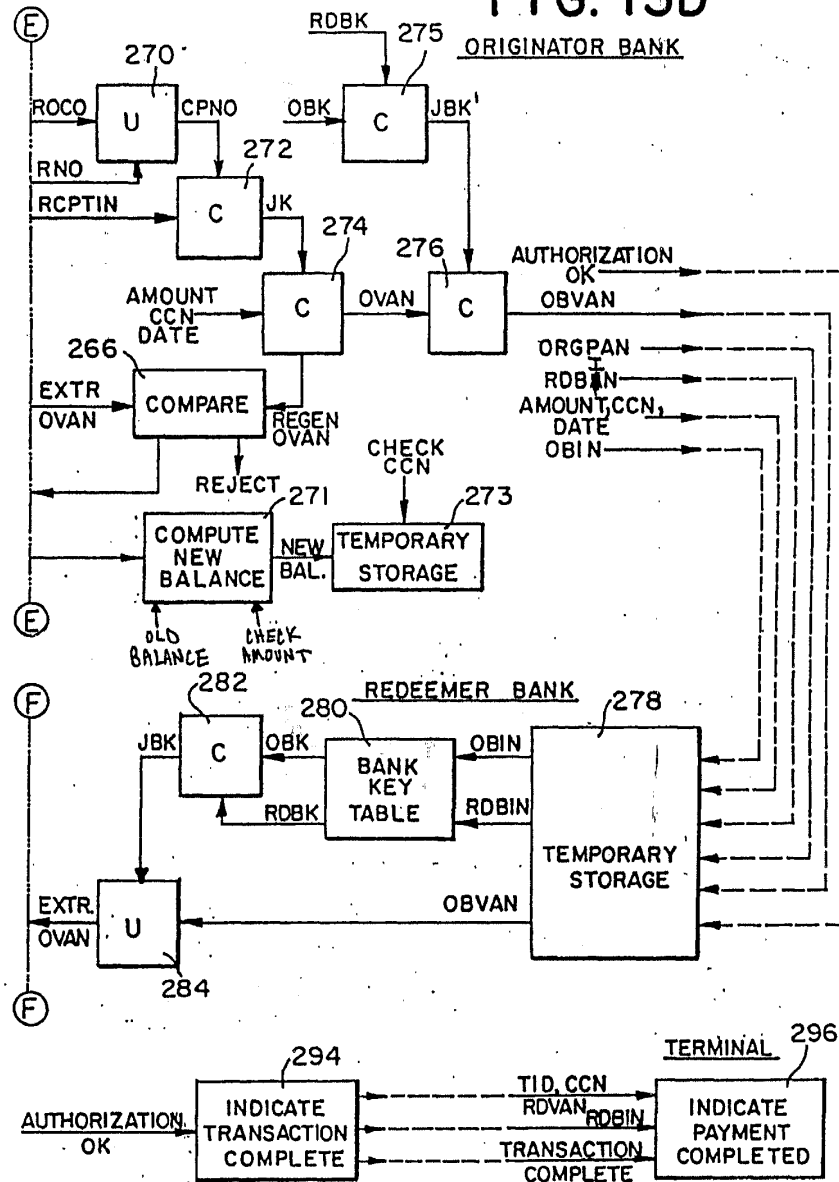 FIG. 13D
E
RDBK
275
ORIGINATOR BANK
270
ROCO
U
CPNO
OBK
C
JBK'
RNO
272
RCPTIN
C
JK
274
276
AMOUNT
CCN
DATE
C
OVAN
C
AUTHORIZATION
OK
OBVAN
266
EXTR
OVAN
COMPARE
REGEN
OVAN
REJECT
ORGPAN
AMOUNT, CCN,
DATE
OBIN
CHECK
CCN
271
273
COMPUTE
NEW
BALANCE
NEW
BAL.
TEMPORARY
STORAGE
E
OLD
BALANCE
CHECK
AMOUNT
F
REDEEMER BANK
282
280
278
JBK
C
OBK
BANK
KEY
TABLE
OBIN
RDBK
RDBIN
TEMPORARY
STORAGE
EXTR.
OVAN
U
OBVAN
284
F
294
TERMINAL
296
AUTHORIZATION
OK
INDICATE
TRANSACTION
COMPLETE
TID, CCN
RDVAN
RDBIN
TRANSACTION
COMPLETE
INDICATE
PAYMENT
COMPLETED